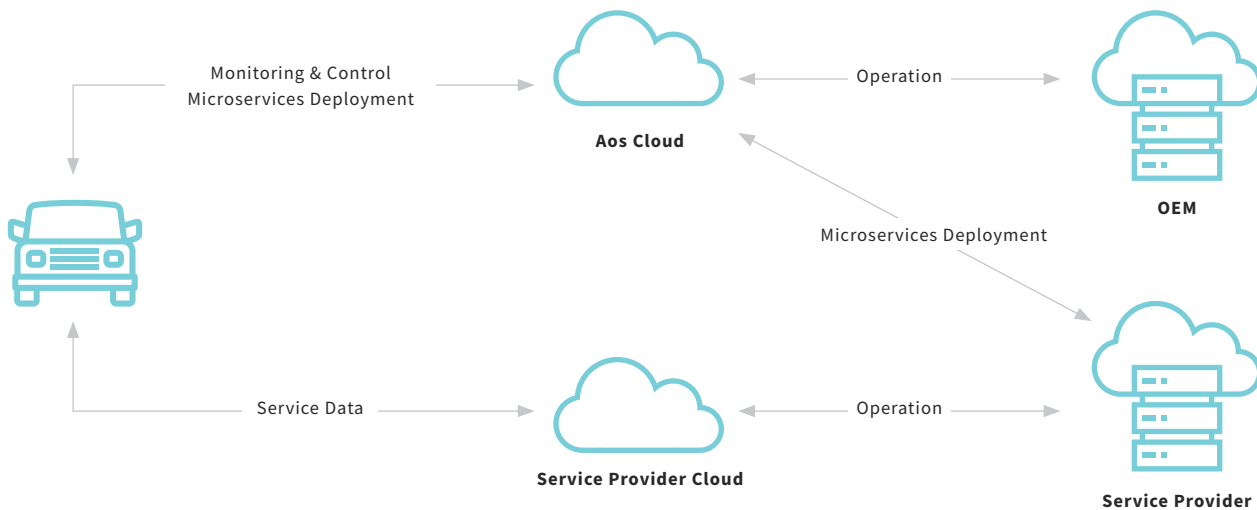 Monitoring & Control
Microservices Deployment
Operation
Aos Cloud
OEM
Microservices Deployment
Service Data
Operation
Service Provider Cloud
Service Provider